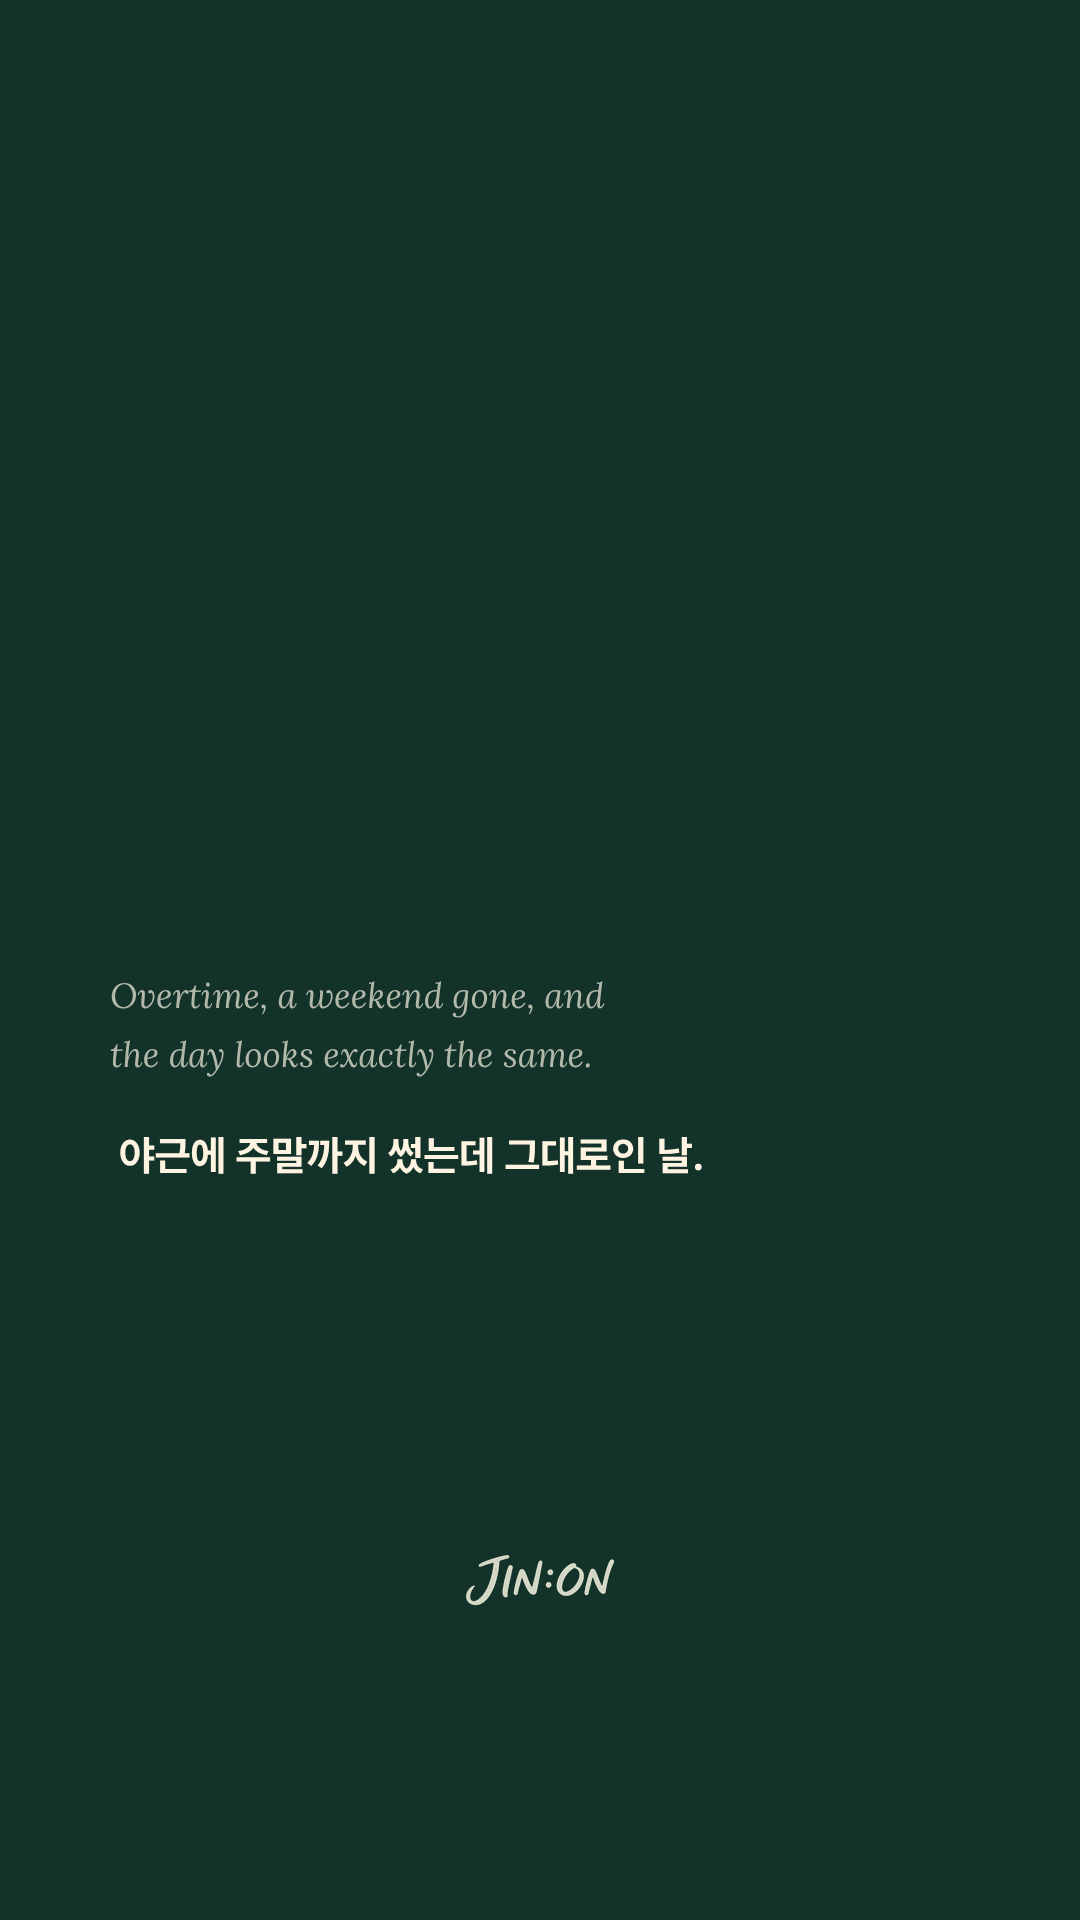 Overtime, a weekend gone, and
the day looks exactly the same.
야근에 주말까지 썼는데 그대로인 날.
JIN:ON